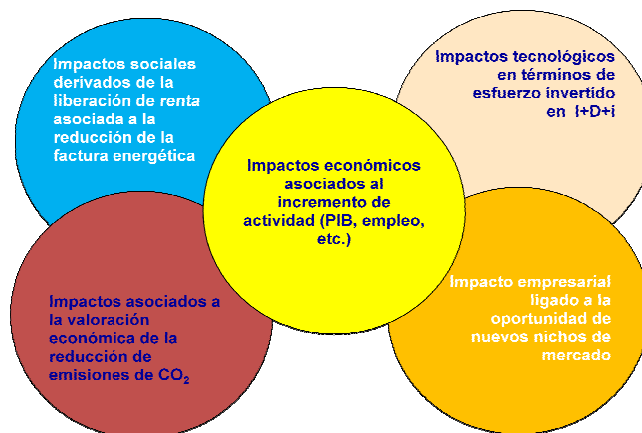 Impactos sociales
derivados de la
liberación de renta
asociada a la
reducción de la
factura energética
Impactos tecnológicos
en términos de
esfuerzo invertido
en I+D+i
Impactos económicos
asociados al
incremento de
actividad (PIB, empleo,
etc.)
Impactos asociados a
la valoración
económica de la
reducción de
emisiones de CO₂
Impacto empresarial
ligado a la
oportunidad de
nuevos nichos de
mercado